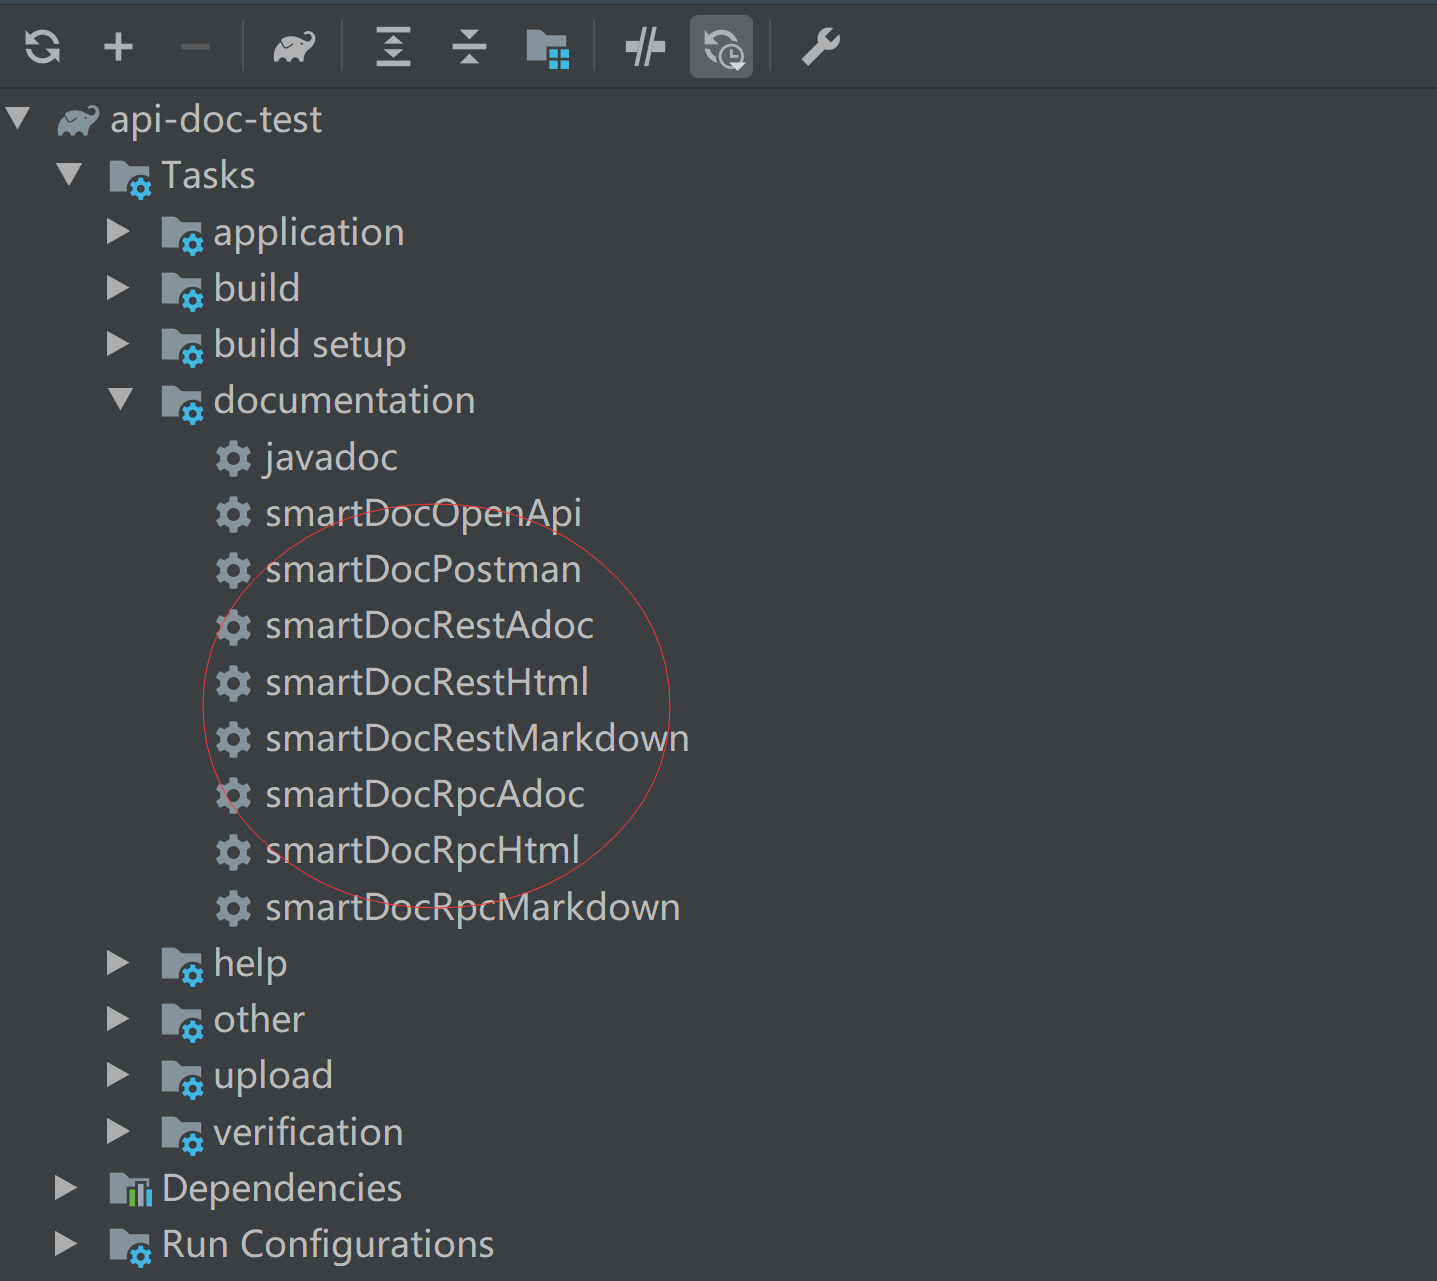 api-doc-test
Tasks
application
build
build setup
documentation
javadoc
smartDocOpenApi
smartDocPostman
smartDocRestAdoc
smartDocRestHtml
smartDocRestMarkdown
smartDocRpcAdoc
smartDocRpcHtml
smartDocRpcMarkdown
help
other
upload
verification
Dependencies
Run Configurations